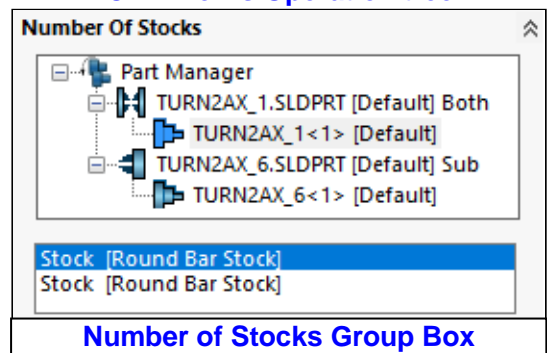 Number Of Stocks
Part Manager
TURN2AX_1.SLDPRT [Default] Both
TURN2AX_1<1> [Default]
TURN2AX_6.SLDPRT [Default] Sub
TURN2AX_6<1> [Default]
Stock [Round Bar Stock]
Stock [Round Bar Stock]
Number of Stocks Group Box